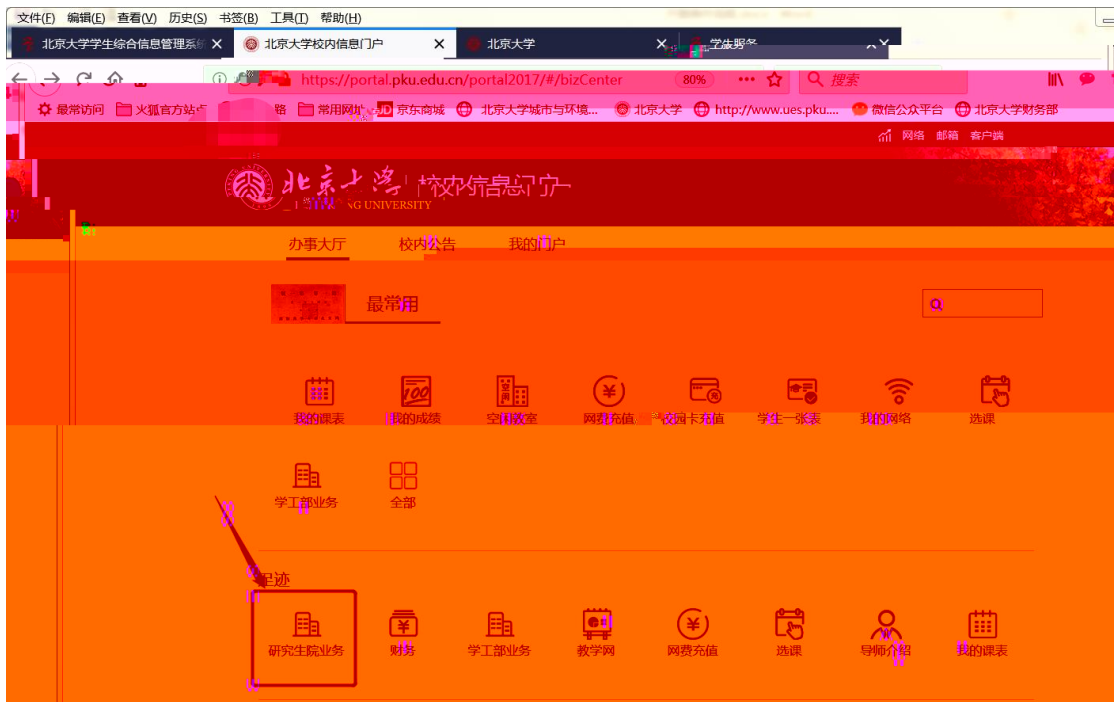 文件(F) 编辑(E) 查看(V) 历史(S) 书签(B) 工具(T) 帮助(H)
北京大学学生综合信息管理系统 × 北京大学校内信息门户 × 北京大学 × ×
https://portal.pku.edu.cn/portal2017/#/bizCenter 80% 搜索
最常访问 火狐官方站点 常用网址 JD 京东商城 北京大学城市与环境... 北京大学 http://www.ues.pku.... 微信公众平台 北京大学财务部
网络 邮箱 客户端
北京大学 校内信息门户
UNIVERSITY
办事大厅 校内公告 我的门户
最常用
我的课表 我的成绩 空闲教室 网费充值 校园卡充值 学生一张表 我的网络 选课
学工部业务 全部
足迹
研究生院业务 财务 学工部业务 教学网 网费充值 选课 导师介绍 我的课表